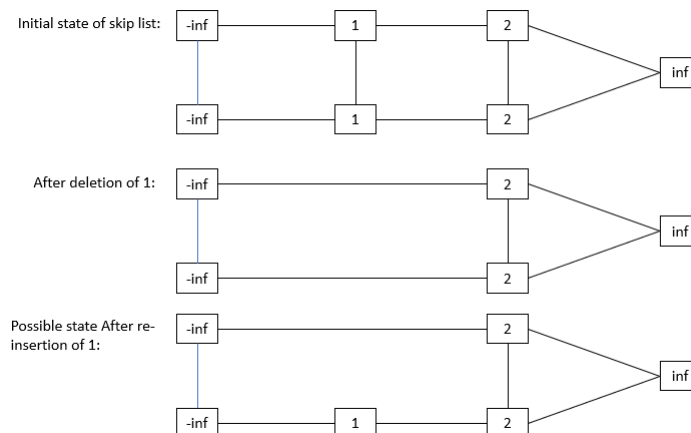 Initial state of skip list:
-inf 1 2
inf
-inf 1 2
After deletion of 1:
-inf 2
inf
-inf 2
Possible state After re-
insertion of 1:
-inf 2
inf
-inf 1 2